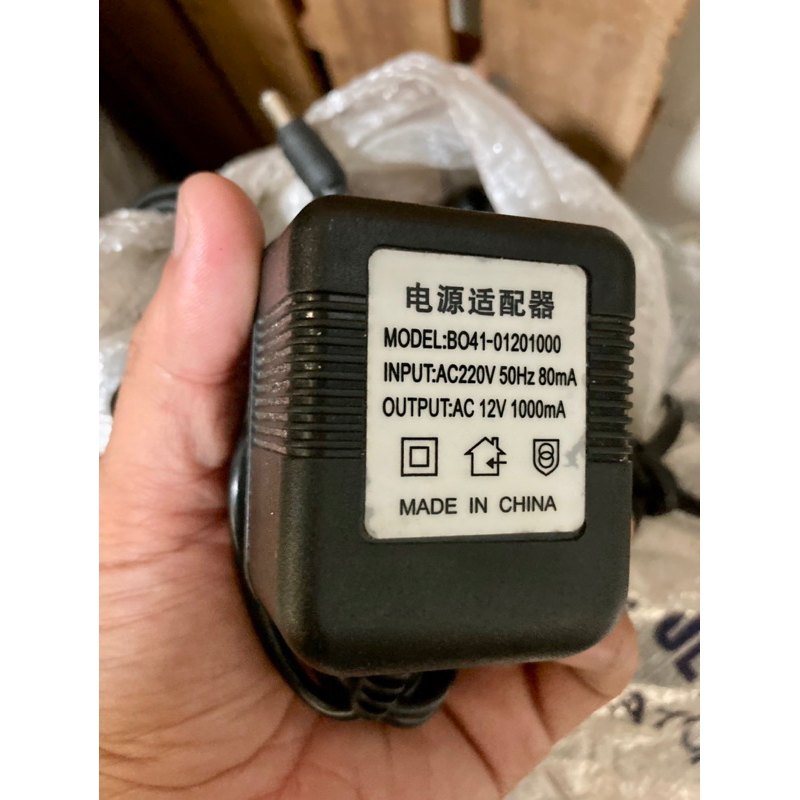 电源适配器
MODEL:BO41-01201000
INPUT:AC220V 50Hz 80mA
OUTPUT:AC 12V 1000mA
MADE IN CHINA